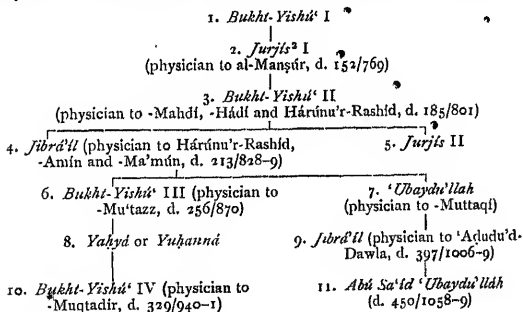 1. Bukht-Yishú‘ I
2. Jurjís² I
(physician to al-Manṣúr, d. 152/769)
3. Bukht-Yishú‘ II
(physician to -Mahdí, -Hádí and Hárúnu'r-Rashíd, d. 185/801)
4. Jibrá'íl (physician to Hárúnu'r-Rashíd,
-Amín and -Ma'mún, d. 213/828-9)
5. Jurjís II
6. Bukht-Yishú‘ III (physician to
-Mu‘tazz, d. 256/870)
7. ‘Ubaydu'llah
(physician to -Muttaqí)
8. Yaḥyá or Yuḥanná
9. Jibrá'íl (physician to ‘Aḍudu'd-
Dawla, d. 397/1006-9)
10. Bukht-Yishú‘ IV (physician to
-Muqtadir, d. 329/940-1)
11. Abú Sa‘íd ‘Ubaydu'lláh
(d. 450/1058-9)